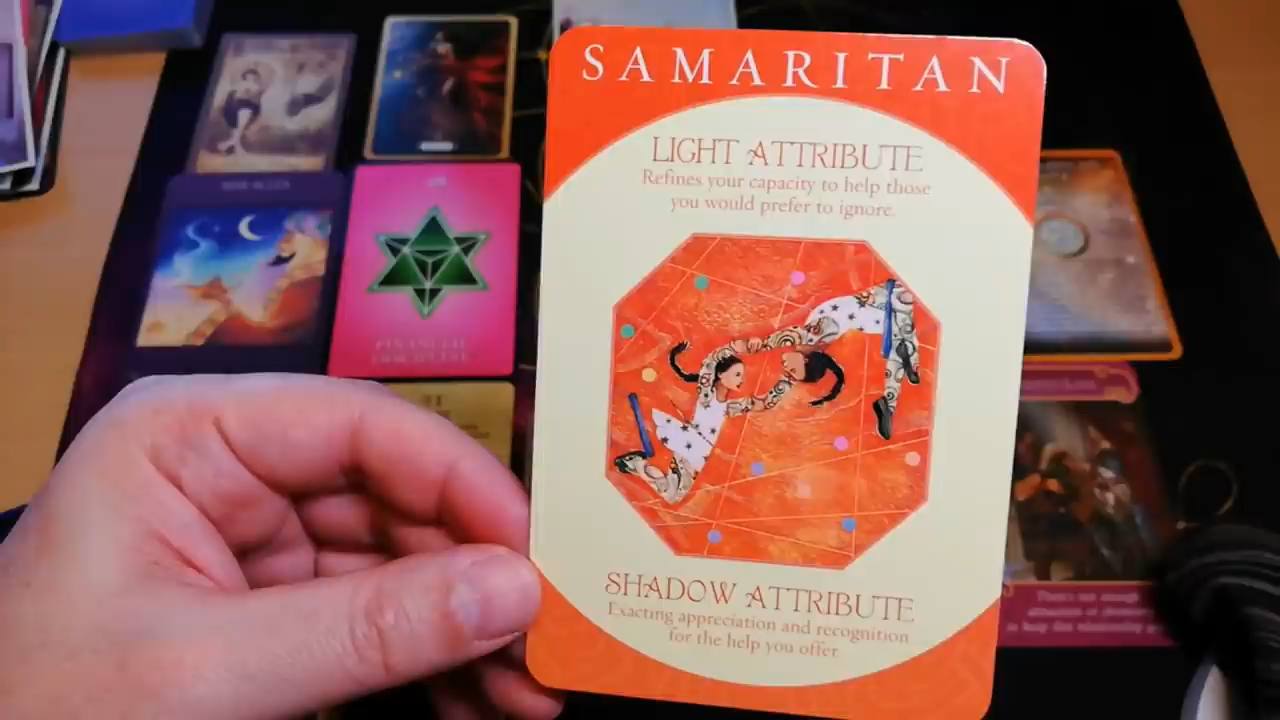 SAMARITAN
LIGHT ATTRIBUTE
Refines your capacity to help those
you would prefer to ignore.
SHADOW ATTRIBUTE
Exacting appreciation and recognition
for the help you offer.
FINANCIAL